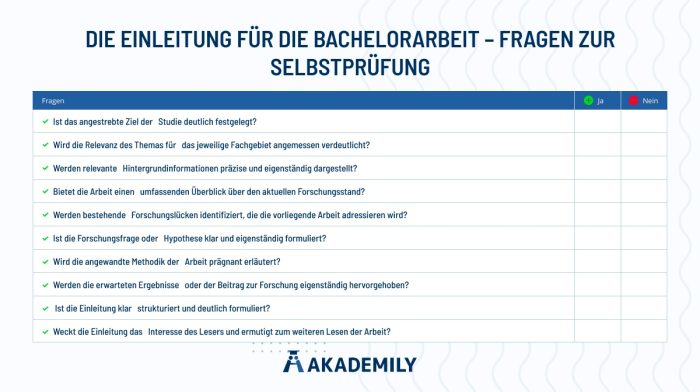 DIE EINLEITUNG FÜR DIE BACHELORARBEIT – FRAGEN ZUR
SELBSTPRÜFUNG
Fragen Ja Nein
Ist das angestrebte Ziel der Studie deutlich festgelegt?
Wird die Relevanz des Themas für das jeweilige Fachgebiet angemessen verdeutlicht?
Werden relevante Hintergrundinformationen präzise und eigenständig dargestellt?
Bietet die Arbeit einen umfassenden Überblick über den aktuellen Forschungsstand?
Werden bestehende Forschungslücken identifiziert, die die vorliegende Arbeit adressieren wird?
Ist die Forschungsfrage oder Hypothese klar und eigenständig formuliert?
Wird die angewandte Methodik der Arbeit prägnant erläutert?
Werden die erwarteten Ergebnisse oder der Beitrag zur Forschung eigenständig hervorgehoben?
Ist die Einleitung klar strukturiert und deutlich formuliert?
Weckt die Einleitung das Interesse des Lesers und ermutigt zum weiteren Lesen der Arbeit?
AKADEMILY